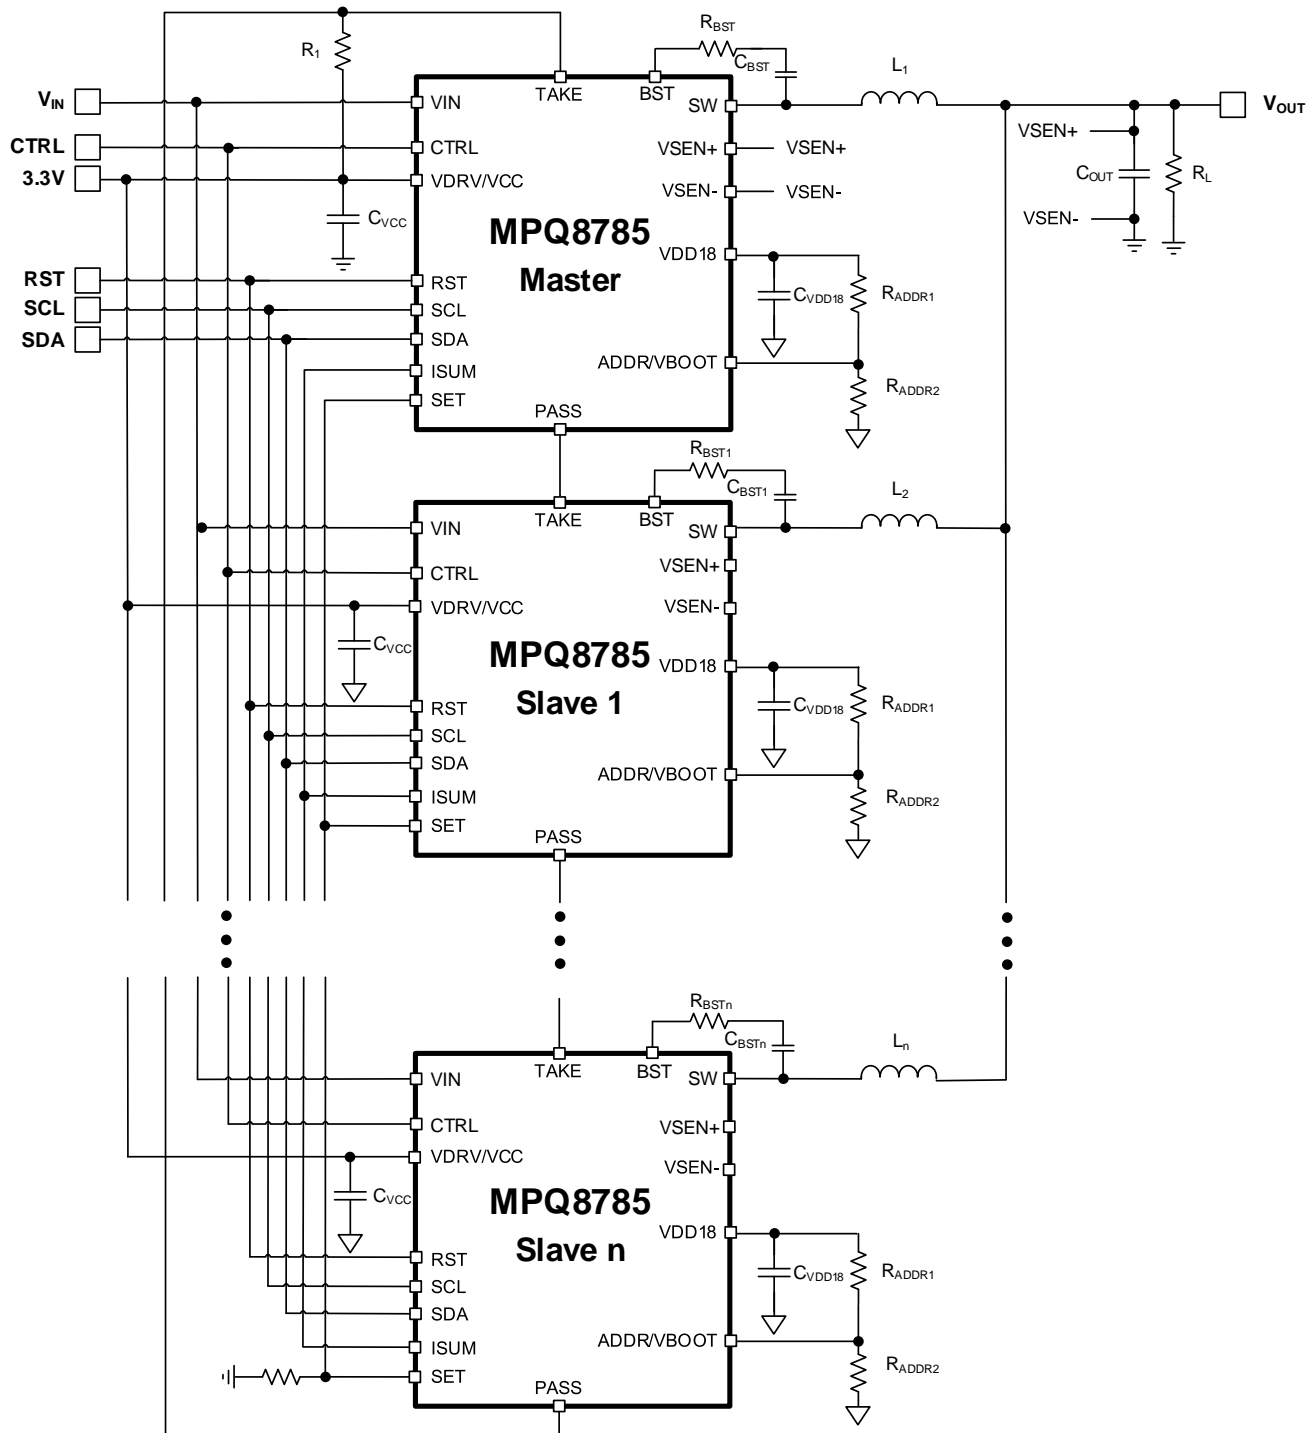 R1
RBST
CBST
L1
VIN
CTRL
3.3V
RST
SCL
SDA
VOUT
CVCC
TAKE
BST
VIN
CTRL
VDRV/VCC
RST
SCL
SDA
ISUM
SET
SW
VSEN+
VSEN-
VDD18
ADDR/VBOOT
PASS
MPQ8785
Master
VSEN+
VSEN-
VSEN+
COUT
RL
VSEN-
CVDD18
RADDR1
RADDR2
RBST1
CBST1
L2
TAKE
BST
VIN
CTRL
VDRV/VCC
CVCC
RST
SCL
SDA
ISUM
SET
SW
VSEN+
VSEN-
VDD18
ADDR/VBOOT
PASS
MPQ8785
Slave 1
CVDD18
RADDR1
RADDR2
RBSTn
CBSTn
Ln
TAKE
BST
VIN
CTRL
VDRV/VCC
CVCC
RST
SCL
SDA
ISUM
SET
SW
VSEN+
VSEN-
VDD18
ADDR/VBOOT
PASS
MPQ8785
Slave n
CVDD18
RADDR1
RADDR2